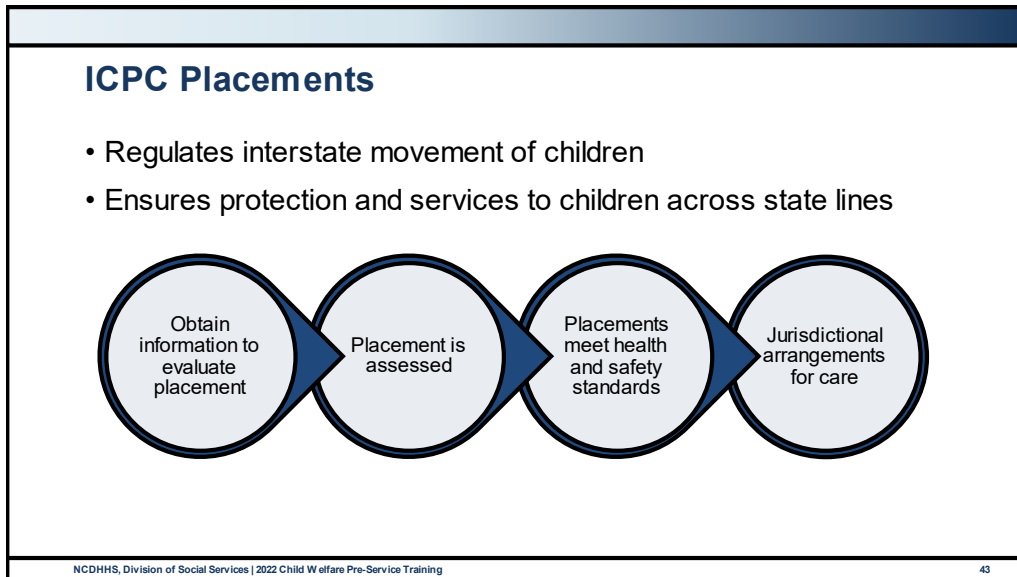 ICPC Placements
• Regulates interstate movement of children
• Ensures protection and services to children across state lines
Obtain
information to
evaluate
placement
Placement is
assessed
Placements
meet health
and safety
standards
Jurisdictional
arrangements
for care
NCDHHS, Division of Social Services | 2022 Child Welfare Pre-Service Training
43